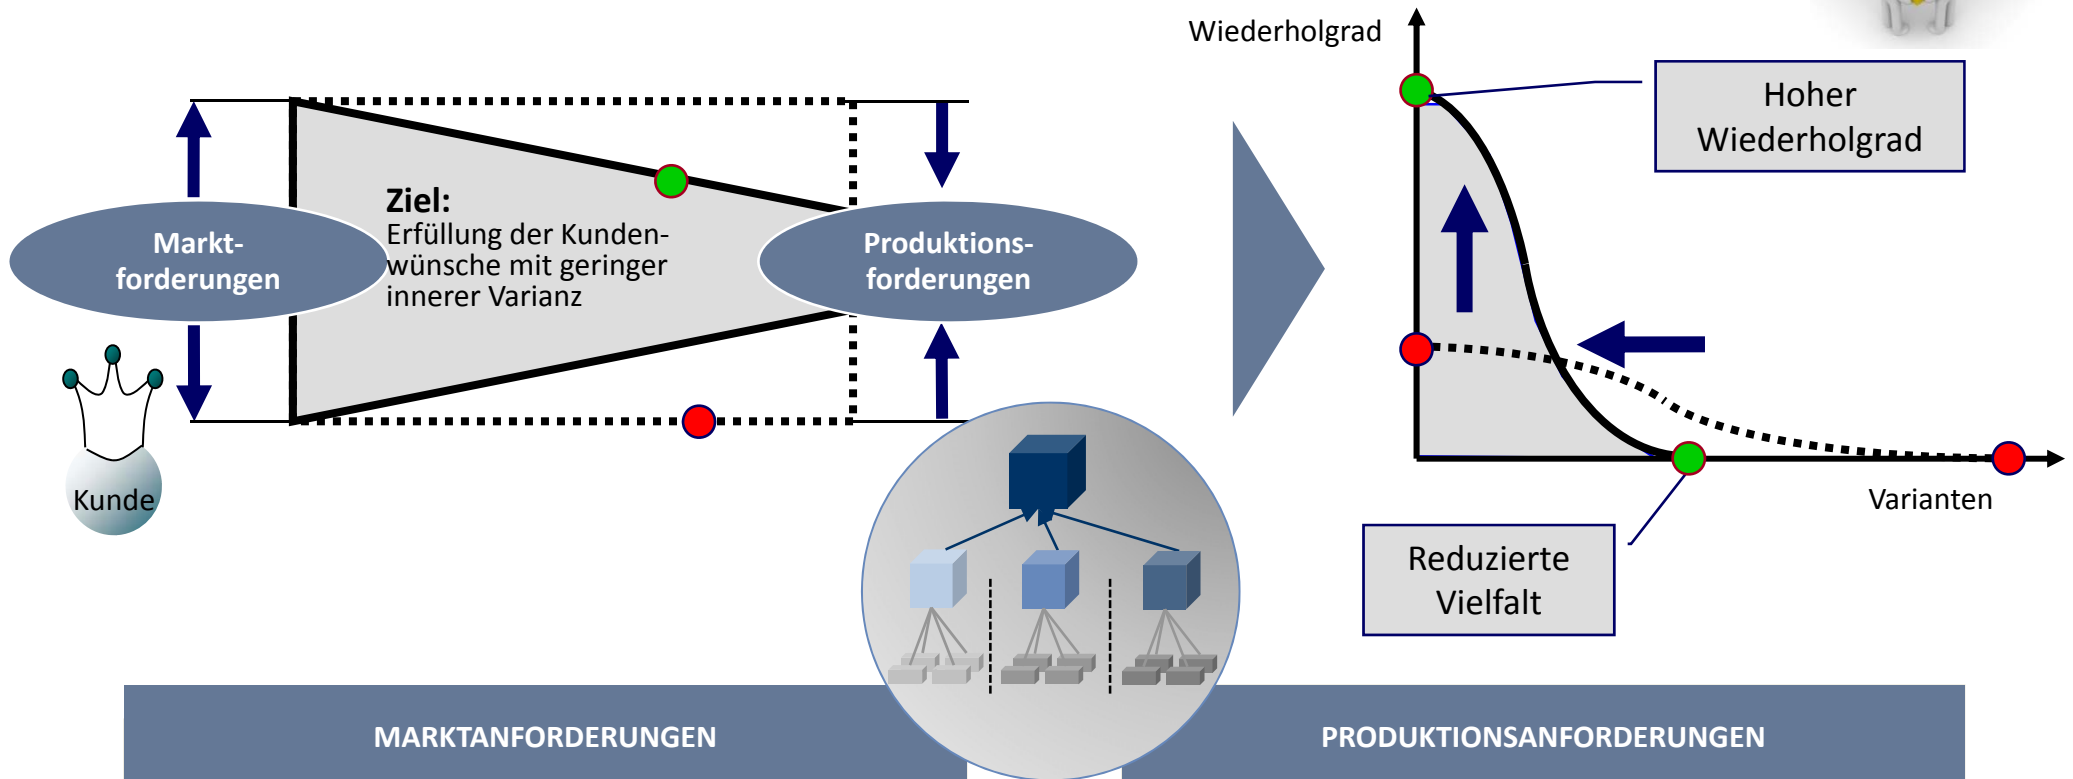 Wiederholgrad
Hoher
Wiederholgrad
Ziel:
Erfüllung der Kunden-
wünsche mit geringer
innerer Varianz
Markt-
forderungen
Produktions-
forderungen
Kunde
Varianten
Reduzierte
Vielfalt
MARKTANFORDERUNGEN
PRODUKTIONSANFORDERUNGEN